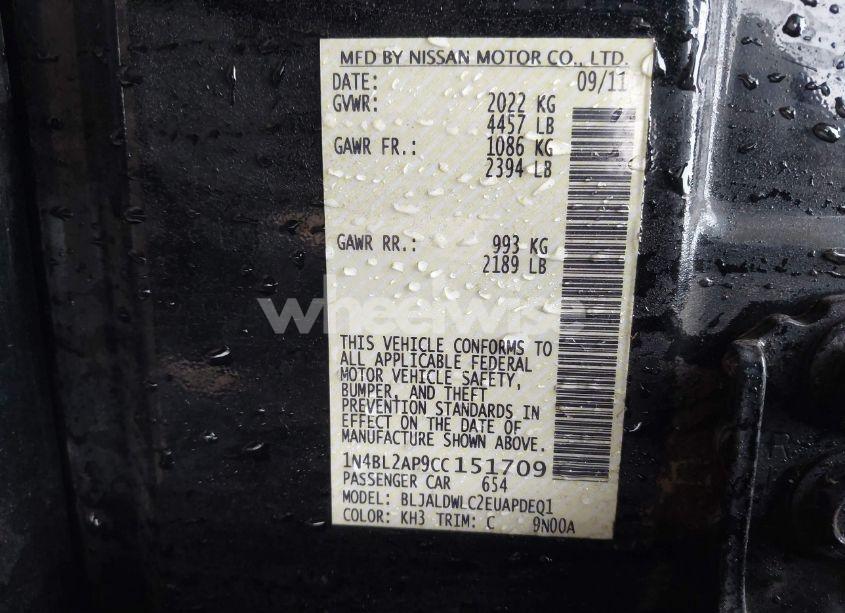 MFD BY NISSAN MOTOR CO., LTD.
DATE: 09/11
GVWR: 2022 KG
4457 LB
GAWR FR.: 1086 KG
2394 LB
GAWR RR.: 993 KG
2189 LB
wheelwise
THIS VEHICLE CONFORMS TO
ALL APPLICABLE FEDERAL
MOTOR VEHICLE SAFETY,
BUMPER, AND THEFT
PREVENTION STANDARDS IN
EFFECT ON THE DATE OF
MANUFACTURE SHOWN ABOVE.
1N4BL2AP9CC151709
PASSENGER CAR 654
MODEL: BLJALDWLC2EUAPDEQ1
COLOR: KH3 TRIM: C 9N00A